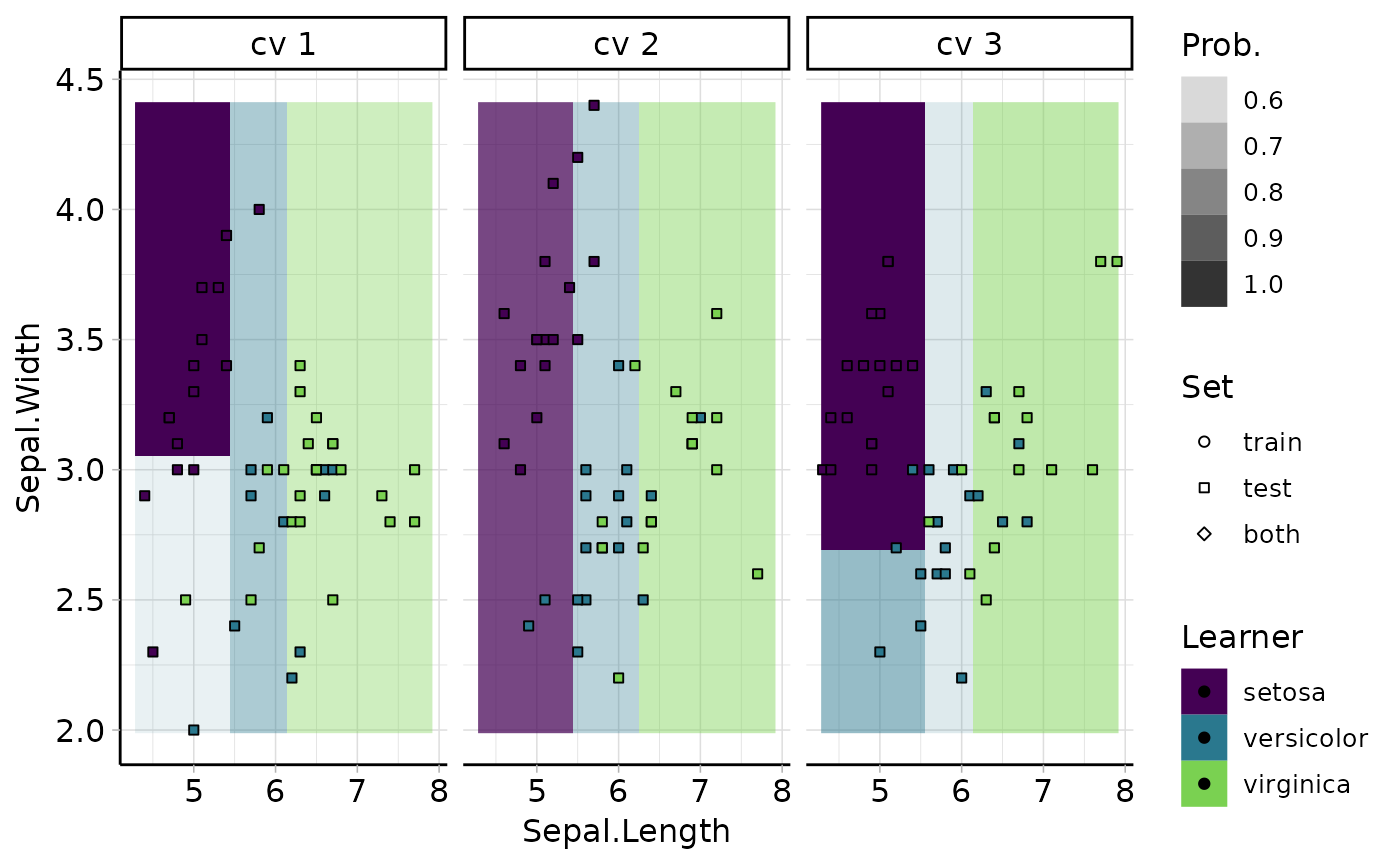 cv 1 cv 2 cv 3
4.5
4.0
3.5
3.0
2.5
2.0
Sepal.Width
5 6 7 8 5 6 7 8 5 6 7 8
Sepal.Length
Prob.
0.6
0.7
0.8
0.9
1.0
Set
train
test
both
Learner
setosa
versicolor
virginica